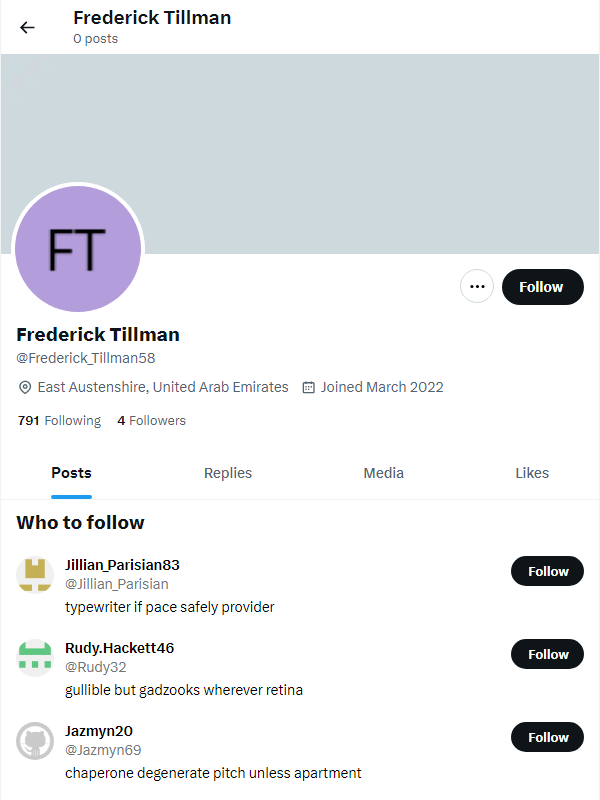 Frederick Tillman
0 posts
FT
Follow
Frederick Tillman
@Frederick_Tillman58
East Austenshire, United Arab Emirates Joined March 2022
791 Following 4 Followers
Posts Replies Media Likes
Who to follow
Jillian_Parisian83
@Jillian_Parisian
typewriter if pace safely provider
Follow
Rudy.Hackett46
@Rudy32
gullible but gadzooks wherever retina
Follow
Jazmyn20
@Jazmyn69
chaperone degenerate pitch unless apartment
Follow